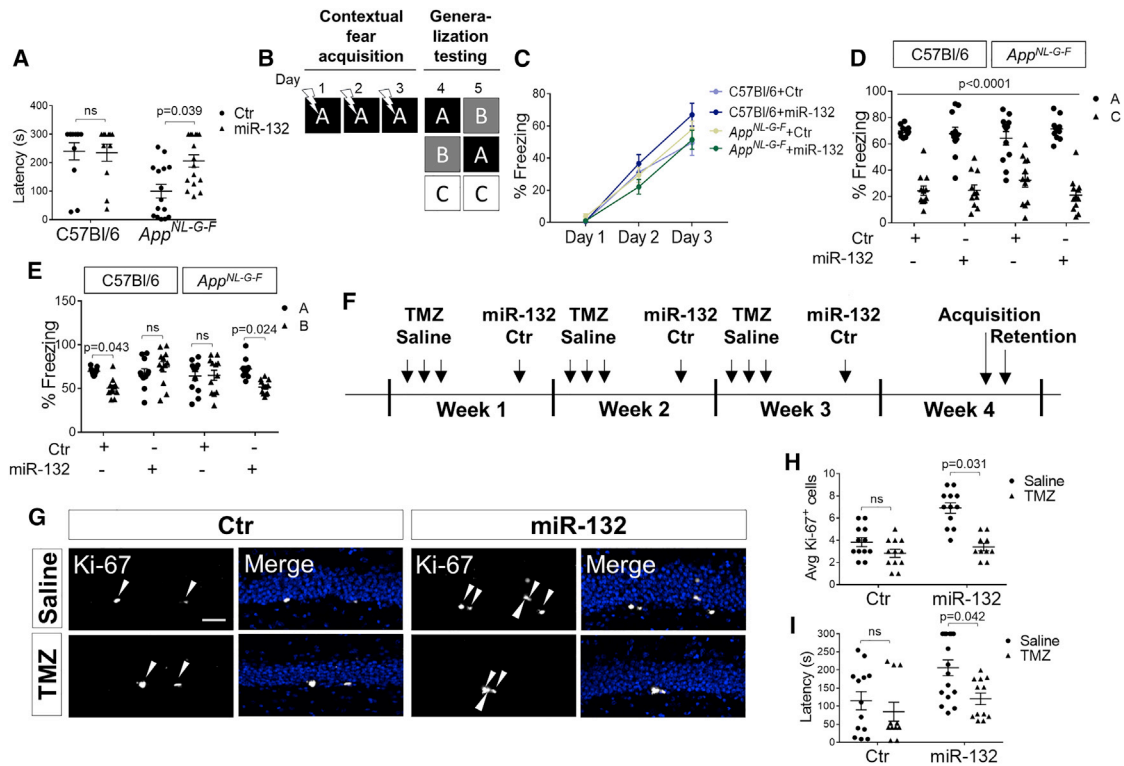 A
400
300
200
100
0
Latency (s)
ns
p=0.039
Ctr
miR-132
C57Bl/6
App^NL-G-F
B
Contextual
fear
acquisition
Genera-
lization
testing
Day
1 2 3 4 5
A A A A B
B A
C C
C
80
60
40
20
0
% Freezing
Day 1 Day 2 Day 3
C57Bl/6+Ctr
C57Bl/6+miR-132
App^NL-G-F+Ctr
App^NL-G-F+miR-132
D
C57Bl/6 App^NL-G-F
p<0.0001
A
C
100
80
60
40
20
0
% Freezing
Ctr + - + -
miR-132 - + - +
E
C57Bl/6 App^NL-G-F
A
B
150
100
50
0
% Freezing
p=0.043
ns
ns
p=0.024
Ctr + - + -
miR-132 - + - +
F
TMZ miR-132 TMZ miR-132 TMZ miR-132 Acquisition
Saline Ctr Saline Ctr Saline Ctr Retention
Week 1 Week 2 Week 3 Week 4
G
Ctr miR-132
Saline
Ki-67 Merge Ki-67 Merge
TMZ
H
10
8
6
4
2
0
Avg Ki-67+ cells
ns
p=0.031
Saline
TMZ
Ctr miR-132
I
300
250
200
150
100
50
0
Latency (s)
ns
p=0.042
Saline
TMZ
Ctr miR-132